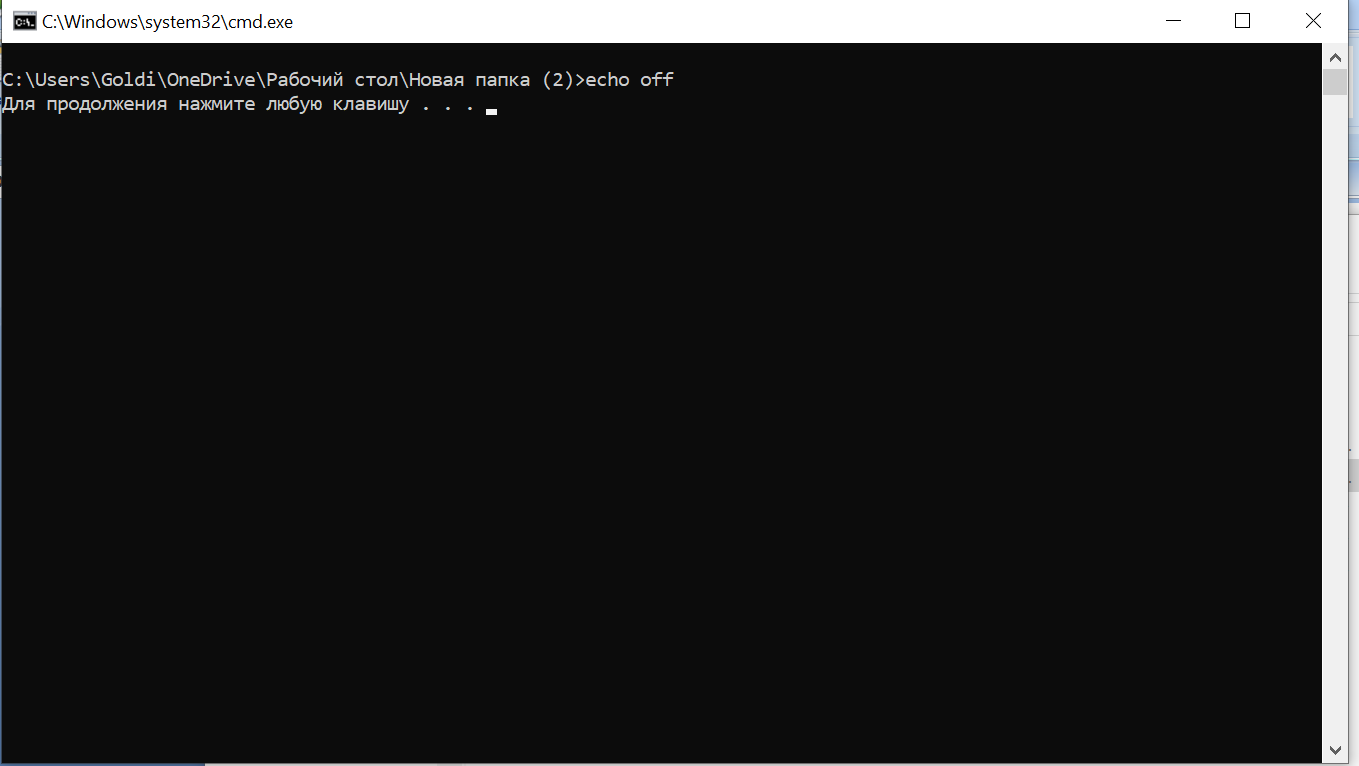 C:\Windows\system32\cmd.exe
C:\Users\Goldi\OneDrive\Рабочий стол\Новая папка (2)>echo off
Для продолжения нажмите любую клавишу . . .